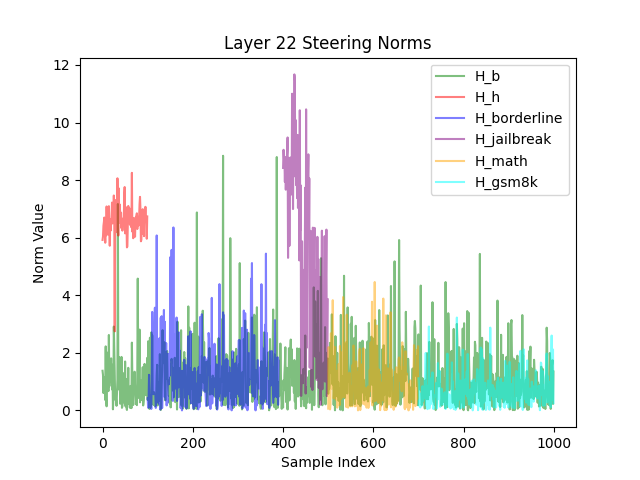 Layer 22 Steering Norms
12
10
8
6
4
2
0
Norm Value
H_b
H_h
H_borderline
H_jailbreak
H_math
H_gsm8k
0 200 400 600 800 1000
Sample Index